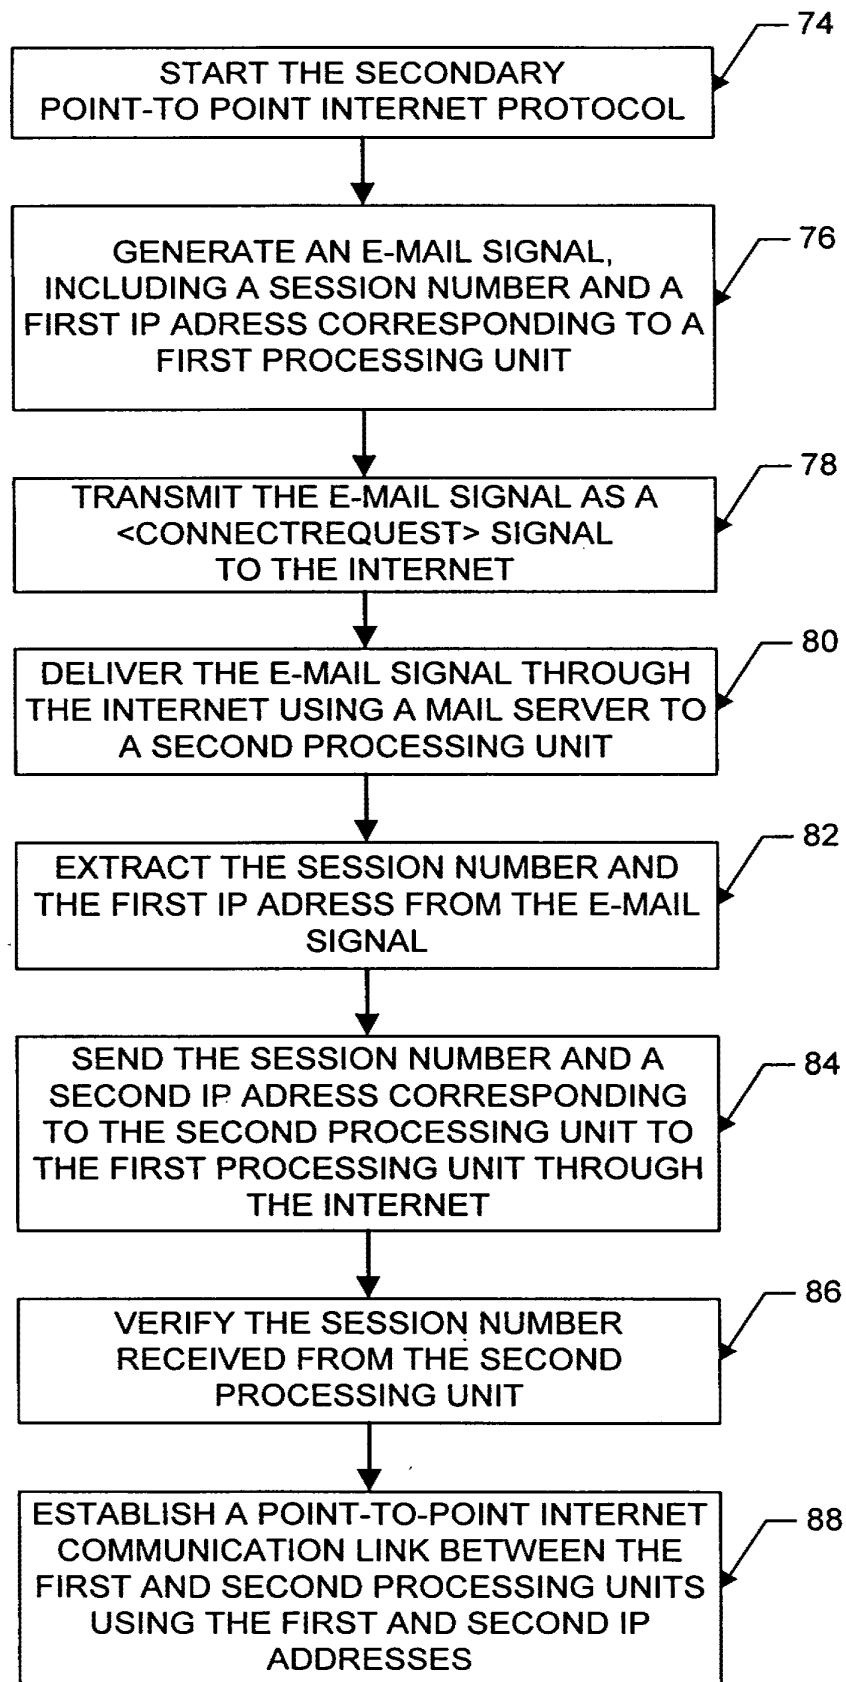 74
START THE SECONDARY
POINT-TO POINT INTERNET PROTOCOL
76
GENERATE AN E-MAIL SIGNAL,
INCLUDING A SESSION NUMBER AND A
FIRST IP ADRESS CORRESPONDING TO A
FIRST PROCESSING UNIT
78
TRANSMIT THE E-MAIL SIGNAL AS A
<CONNECTREQUEST> SIGNAL
TO THE INTERNET
80
DELIVER THE E-MAIL SIGNAL THROUGH
THE INTERNET USING A MAIL SERVER TO
A SECOND PROCESSING UNIT
82
EXTRACT THE SESSION NUMBER AND
THE FIRST IP ADRESS FROM THE E-MAIL
SIGNAL
84
SEND THE SESSION NUMBER AND A
SECOND IP ADRESS CORRESPONDING
TO THE SECOND PROCESSING UNIT TO
THE FIRST PROCESSING UNIT THROUGH
THE INTERNET
86
VERIFY THE SESSION NUMBER
RECEIVED FROM THE SECOND
PROCESSING UNIT
88
ESTABLISH A POINT-TO-POINT INTERNET
COMMUNICATION LINK BETWEEN THE
FIRST AND SECOND PROCESSING UNITS
USING THE FIRST AND SECOND IP
ADDRESSES